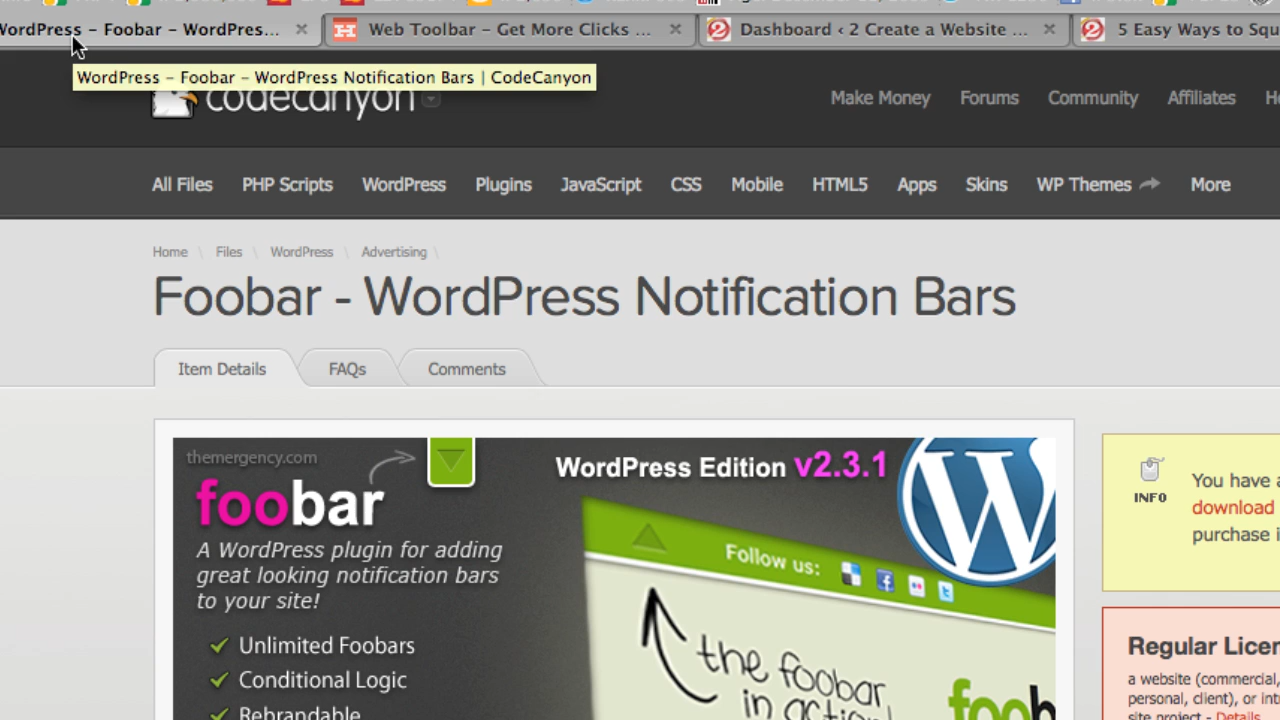 WordPress – Foobar – WordPres...
Web Toolbar – Get More Clicks ...
Dashboard ‹ 2 Create a Website ...
5 Easy Ways to Squ
WordPress – Foobar – WordPress Notification Bars | CodeCanyon
codecanyon
Make Money Forums Community Affiliates
All Files PHP Scripts WordPress Plugins JavaScript CSS Mobile HTML5 Apps Skins WP Themes More
Home \ Files \ WordPress \ Advertising \
Foobar - WordPress Notification Bars
Item Details FAQs Comments
themergency.com
foobar
A WordPress plugin for adding
great looking notification bars
to your site!
Unlimited Foobars
Conditional Logic
Rebrandable
WordPress Edition v2.3.1
Follow us:
the foobar
in action!
foob
INFO
You have a
download
purchase i
Regular Licen
a website (commercial,
personal, client), or int
site project - Details